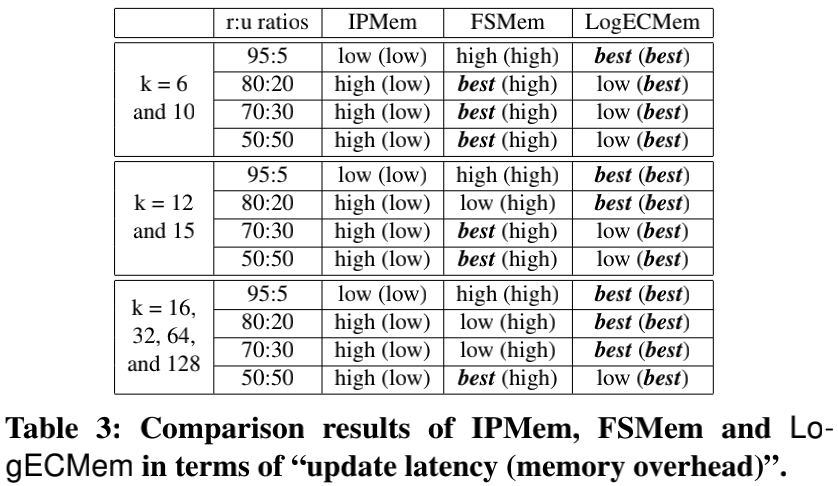 r:u ratios IPMem FSMem LogECMem
95:5 low (low) high (high) best (best)
k = 6 80:20 high (low) best (high) low (best)
and 10 70:30 high (low) best (high) low (best)
50:50 high (low) best (high) low (best)
95:5 low (low) high (high) best (best)
k = 12 80:20 high (low) low (high) best (best)
and 15 70:30 high (low) best (high) low (best)
50:50 high (low) best (high) low (best)
k = 16, 95:5 low (low) high (high) best (best)
32, 64, 80:20 high (low) low (high) best (best)
and 128 70:30 high (low) low (high) best (best)
50:50 high (low) best (high) low (best)
Table 3: Comparison results of IPMem, FSMem and Lo-
gECMem in terms of “update latency (memory overhead)”.